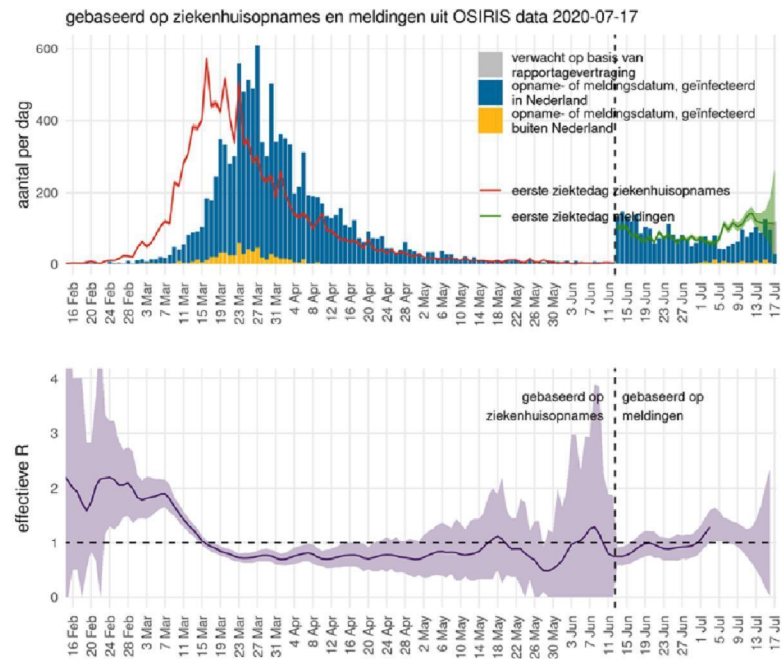 gebaseerd op ziekenhuisopnames en meldingen uit OSIRIS data 2020-07-17
aantal per dag
600
400
200
0
verwacht op basis van
rapportagevertraging
opname- of meldingsdatum, geïnfecteerd
in Nederland
opname- of meldingsdatum, geïnfecteerd
buiten Nederland
eerste ziektedag ziekenhuisopnames
eerste ziektedag meldingen
16 Feb
20 Feb
24 Feb
28 Feb
3 Mar
7 Mar
11 Mar
15 Mar
19 Mar
23 Mar
27 Mar
31 Mar
4 Apr
8 Apr
12 Apr
16 Apr
20 Apr
24 Apr
28 Apr
2 May
6 May
10 May
14 May
18 May
22 May
26 May
30 May
3 Jun
7 Jun
11 Jun
15 Jun
19 Jun
23 Jun
27 Jun
1 Jul
5 Jul
9 Jul
13 Jul
17 Jul
effectieve R
4
3
2
1
0
gebaseerd op
ziekenhuisopnames
gebaseerd op
meldingen
16 Feb
20 Feb
24 Feb
28 Feb
3 Mar
7 Mar
11 Mar
15 Mar
19 Mar
23 Mar
27 Mar
31 Mar
4 Apr
8 Apr
12 Apr
16 Apr
20 Apr
24 Apr
28 Apr
2 May
6 May
10 May
14 May
18 May
22 May
26 May
30 May
3 Jun
7 Jun
11 Jun
15 Jun
19 Jun
23 Jun
27 Jun
1 Jul
5 Jul
9 Jul
13 Jul
17 Jul